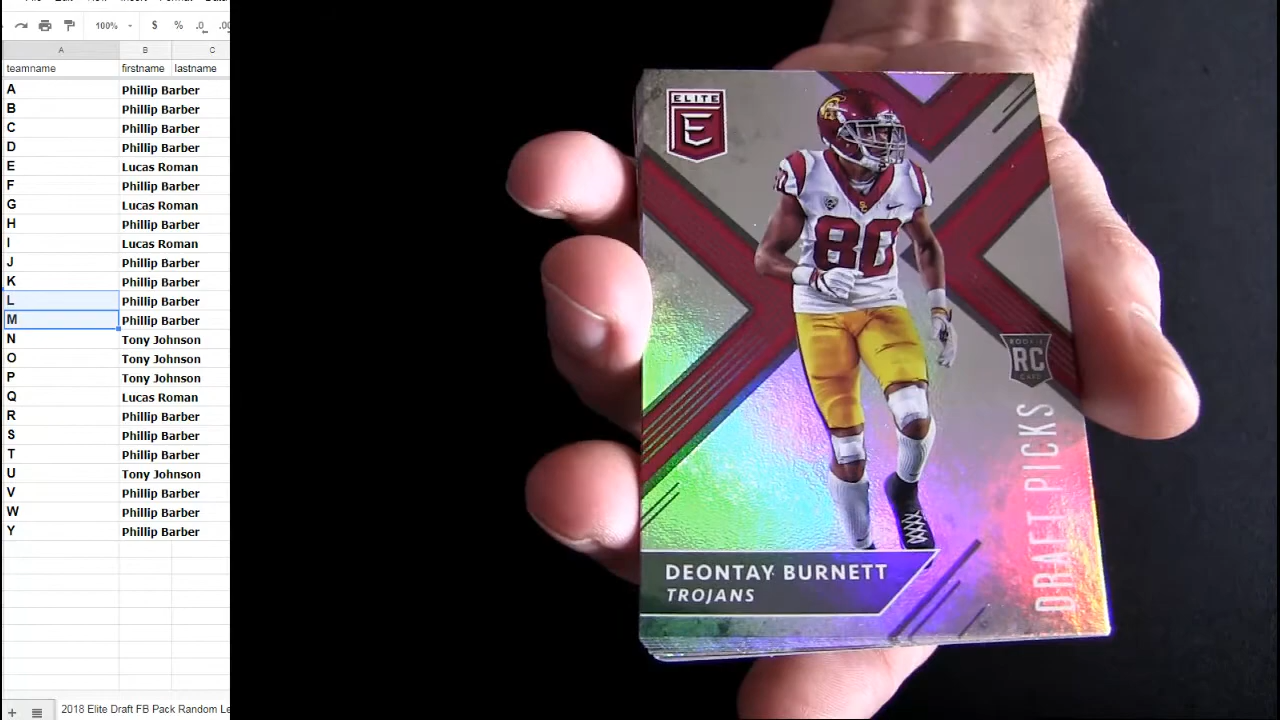 100%
$
%
.0
A
B
C
teamname
firstname
lastname
A Phillip Barber
B Phillip Barber
C Phillip Barber
D Phillip Barber
E Lucas Roman
F Phillip Barber
G Lucas Roman
H Phillip Barber
I Lucas Roman
J Phillip Barber
K Phillip Barber
L Phillip Barber
M Phillip Barber
N Tony Johnson
O Tony Johnson
P Tony Johnson
Q Lucas Roman
R Phillip Barber
S Phillip Barber
T Phillip Barber
U Tony Johnson
V Phillip Barber
W Phillip Barber
Y Phillip Barber
2018 Elite Draft FB Pack Random Le
ELITE
E
80
80
SC
ROOKIE
RC
CARD
DRAFT PICKS
DEONTAY BURNETT
TROJANS